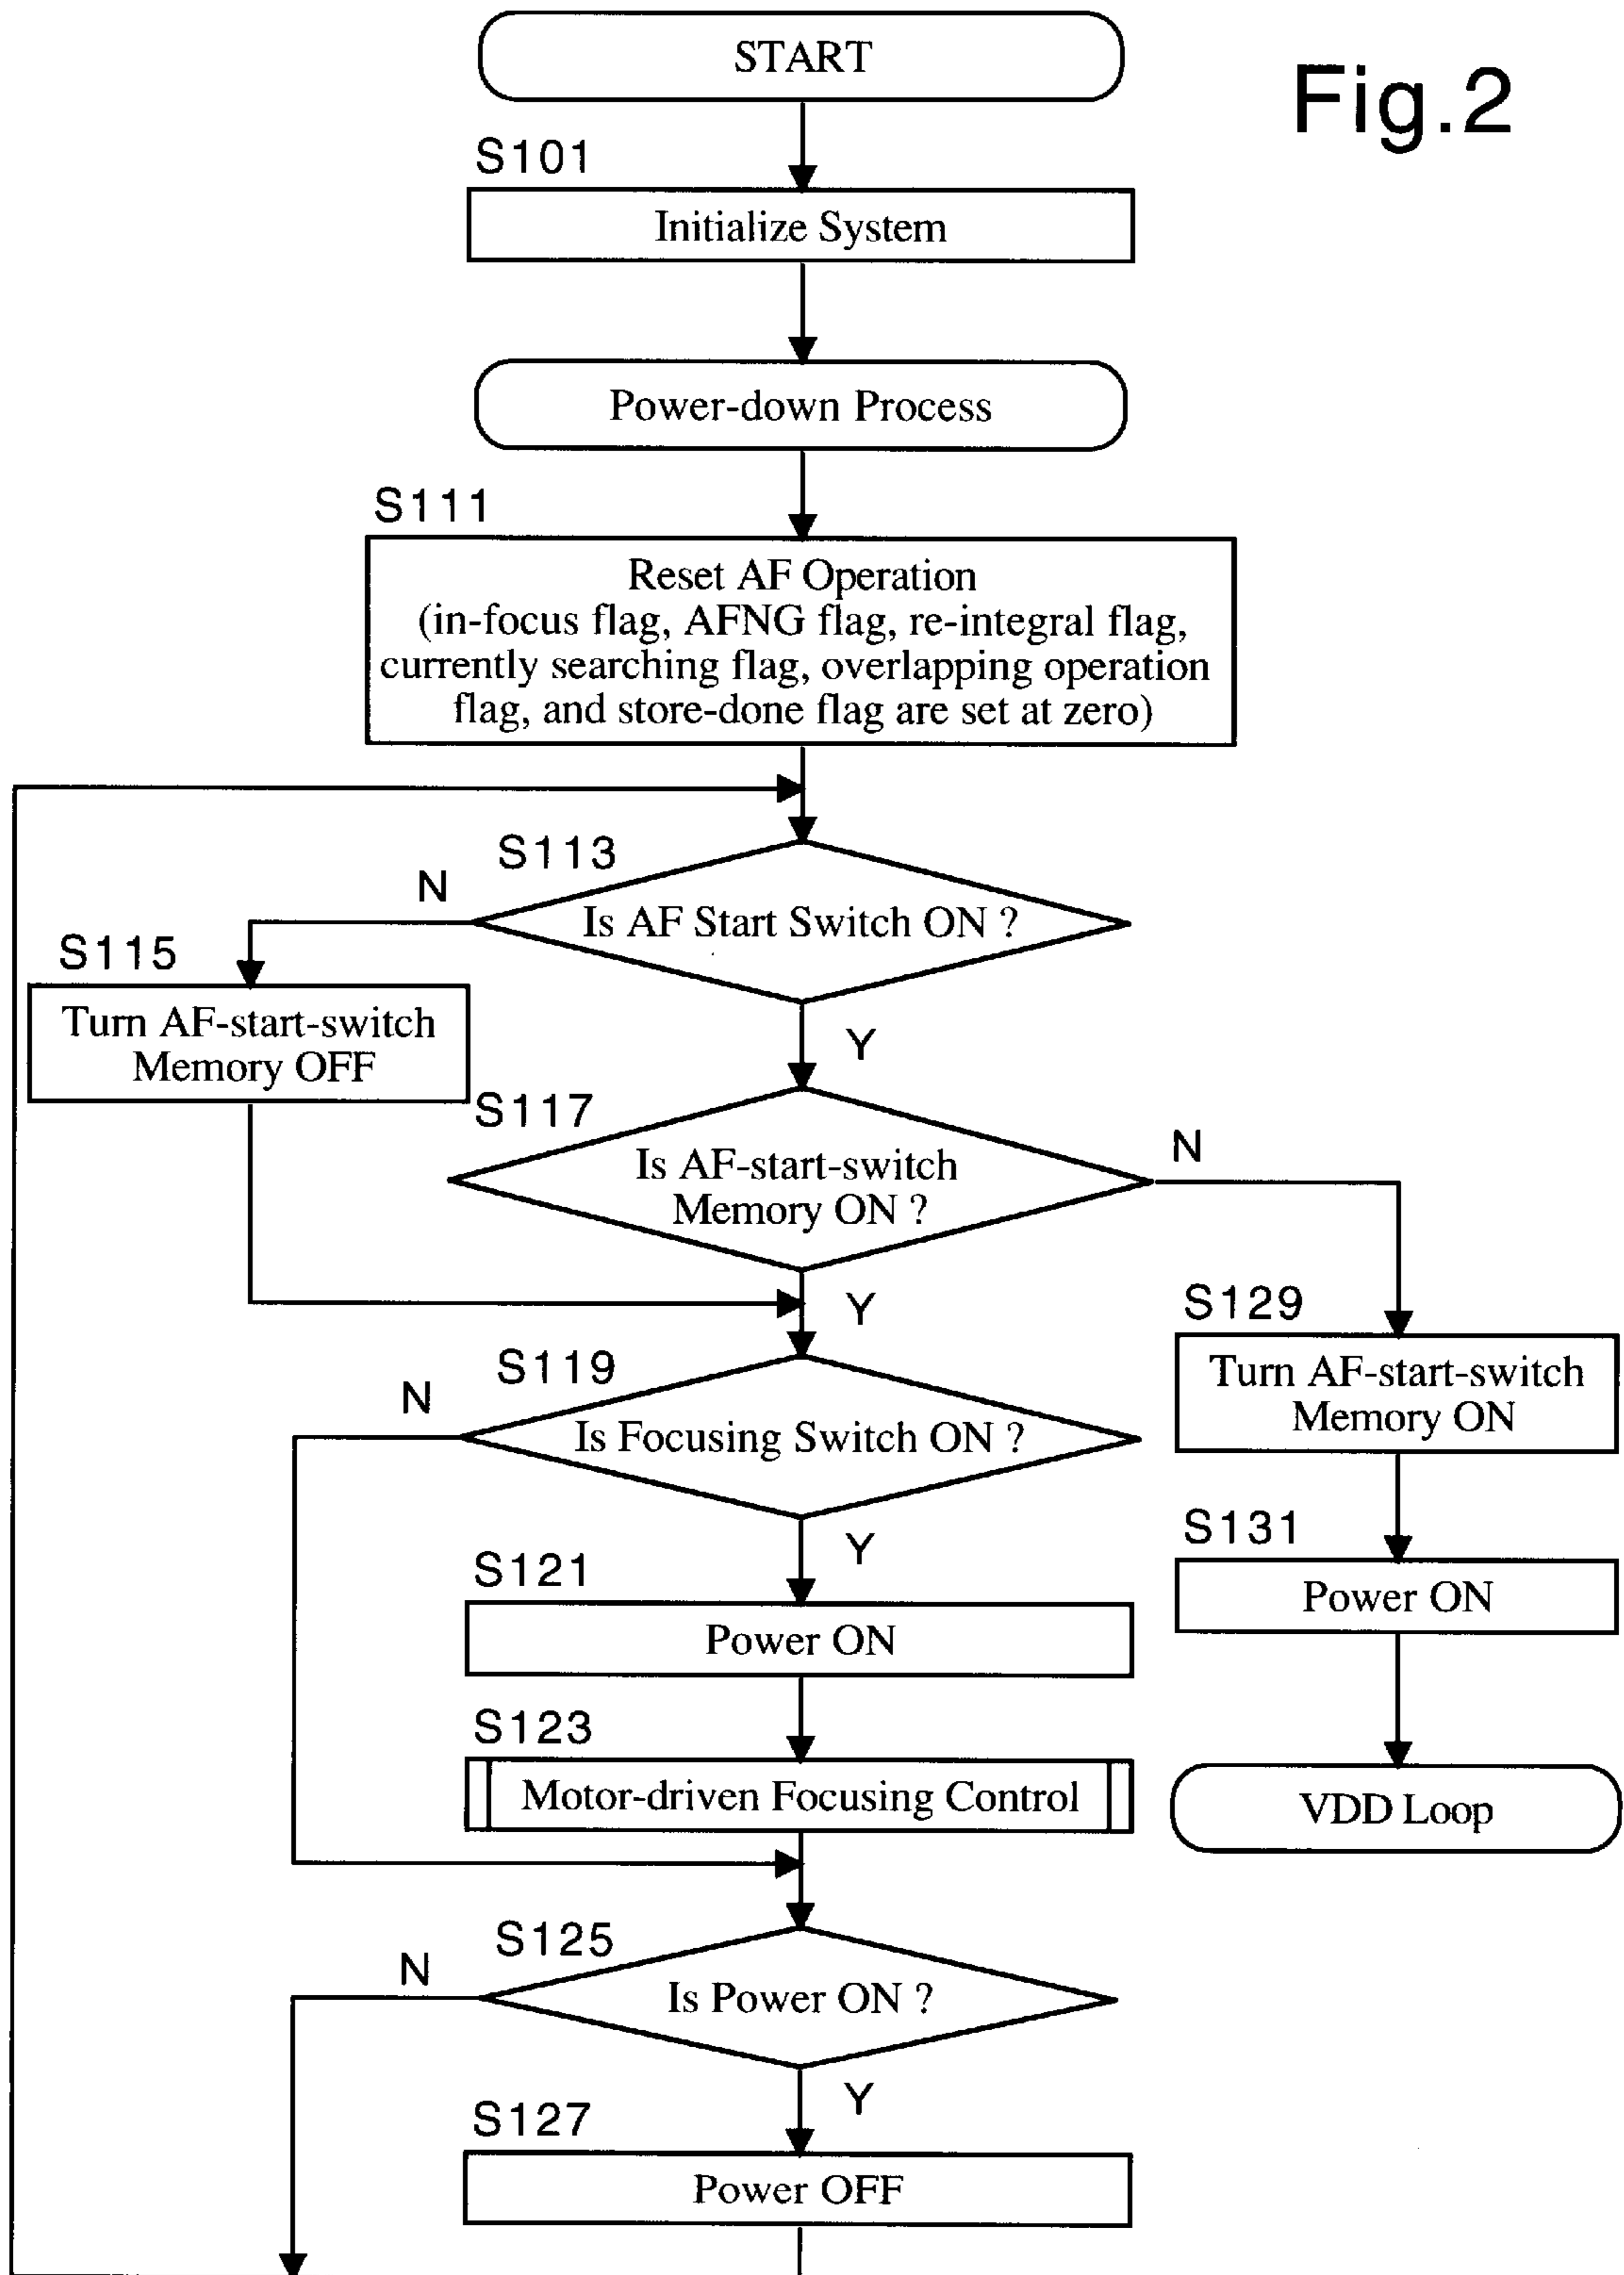 START
Fig.2
S101
Initialize System
Power-down Process
S111
Reset AF Operation
(in-focus flag, AFNG flag, re-integral flag,
currently searching flag, overlapping operation
flag, and store-done flag are set at zero)
S113
N
Is AF Start Switch ON ?
S115
Turn AF-start-switch
Memory OFF
Y
S117
N
Is AF-start-switch
Memory ON ?
Y
S129
Turn AF-start-switch
Memory ON
S119
N
Is Focusing Switch ON ?
S131
Power ON
Y
S121
Power ON
S123
Motor-driven Focusing Control
VDD Loop
S125
N
Is Power ON ?
Y
S127
Power OFF